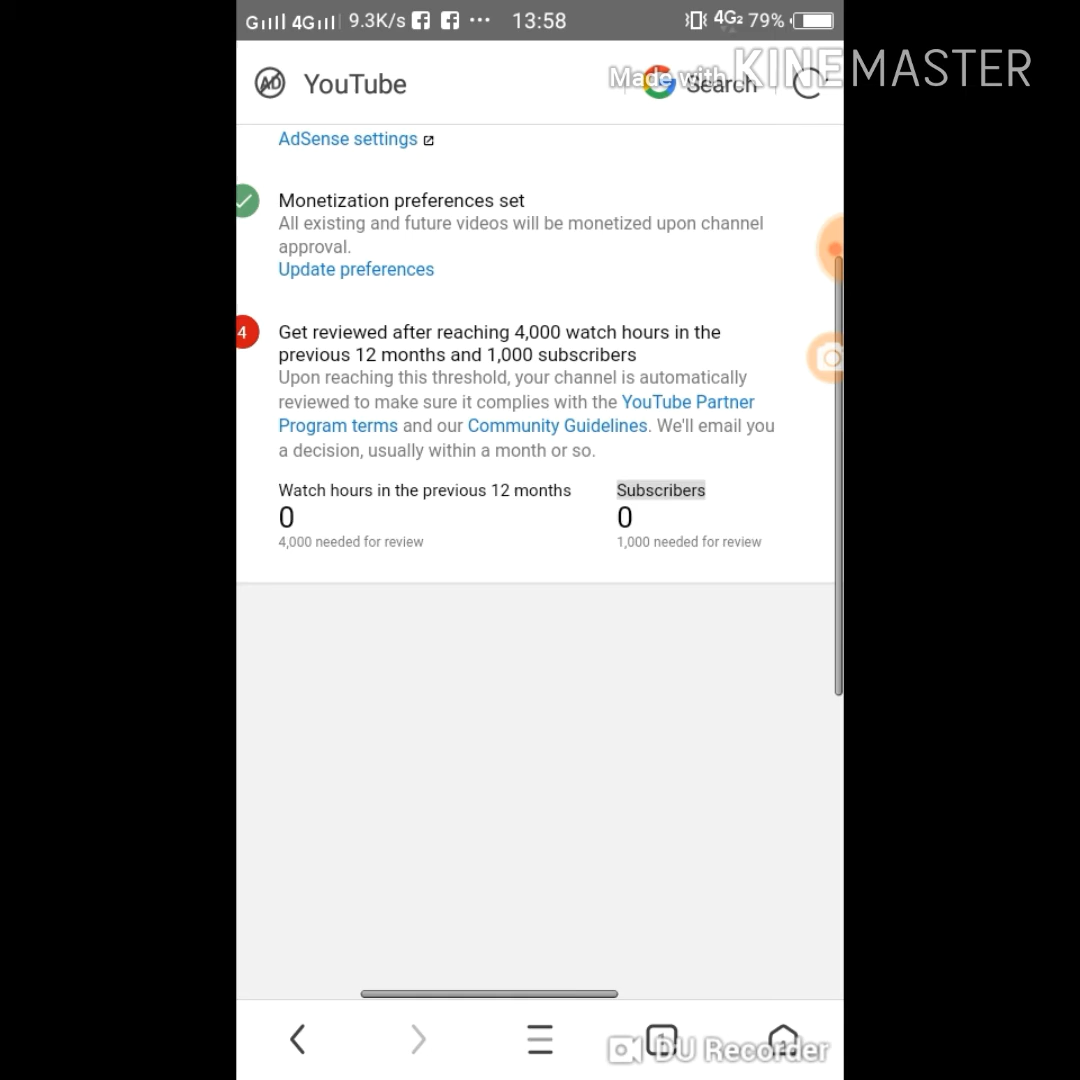 4G 9.3K/s ... 13:58 4G2 79%
Made with KINEMASTER
AD YouTube Search
AdSense settings
Monetization preferences set
All existing and future videos will be monetized upon channel
approval.
Update preferences
4 Get reviewed after reaching 4,000 watch hours in the
previous 12 months and 1,000 subscribers
Upon reaching this threshold, your channel is automatically
reviewed to make sure it complies with the YouTube Partner
Program terms and our Community Guidelines. We'll email you
a decision, usually within a month or so.
Watch hours in the previous 12 months Subscribers
0 0
4,000 needed for review 1,000 needed for review
1
DU Recorder